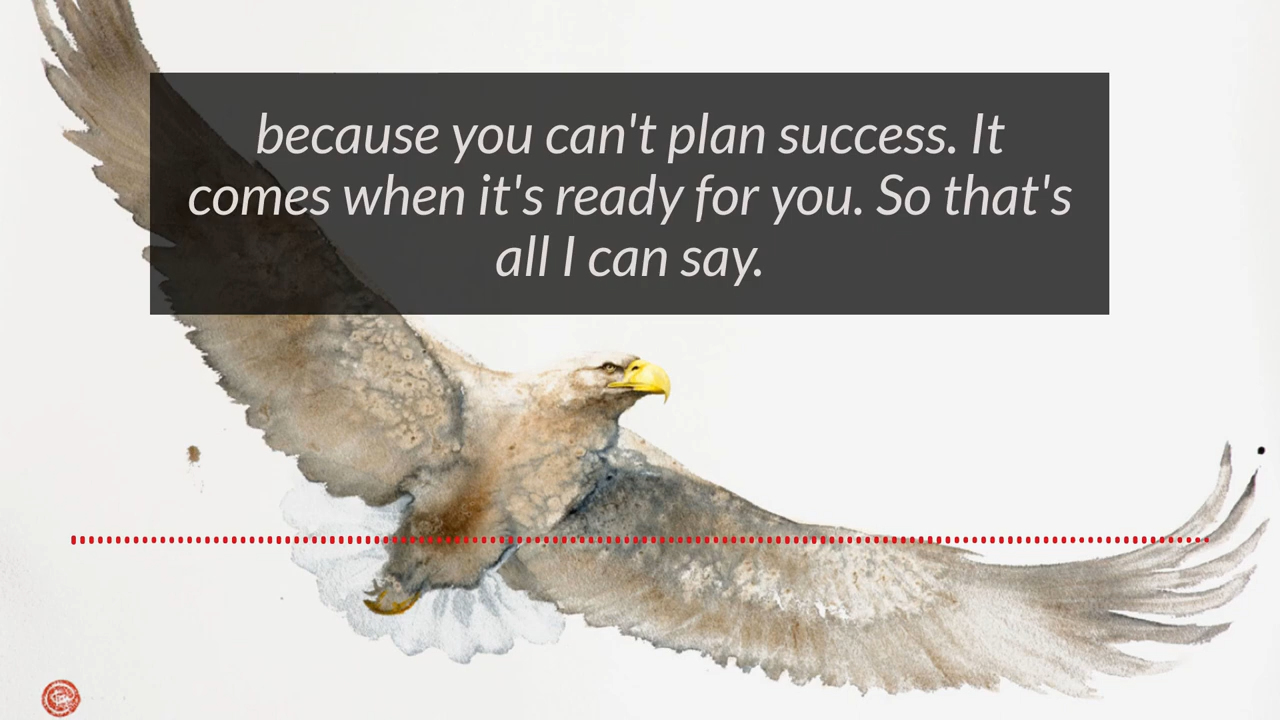 because you can't plan success. It
comes when it's ready for you. So that's
all I can say.